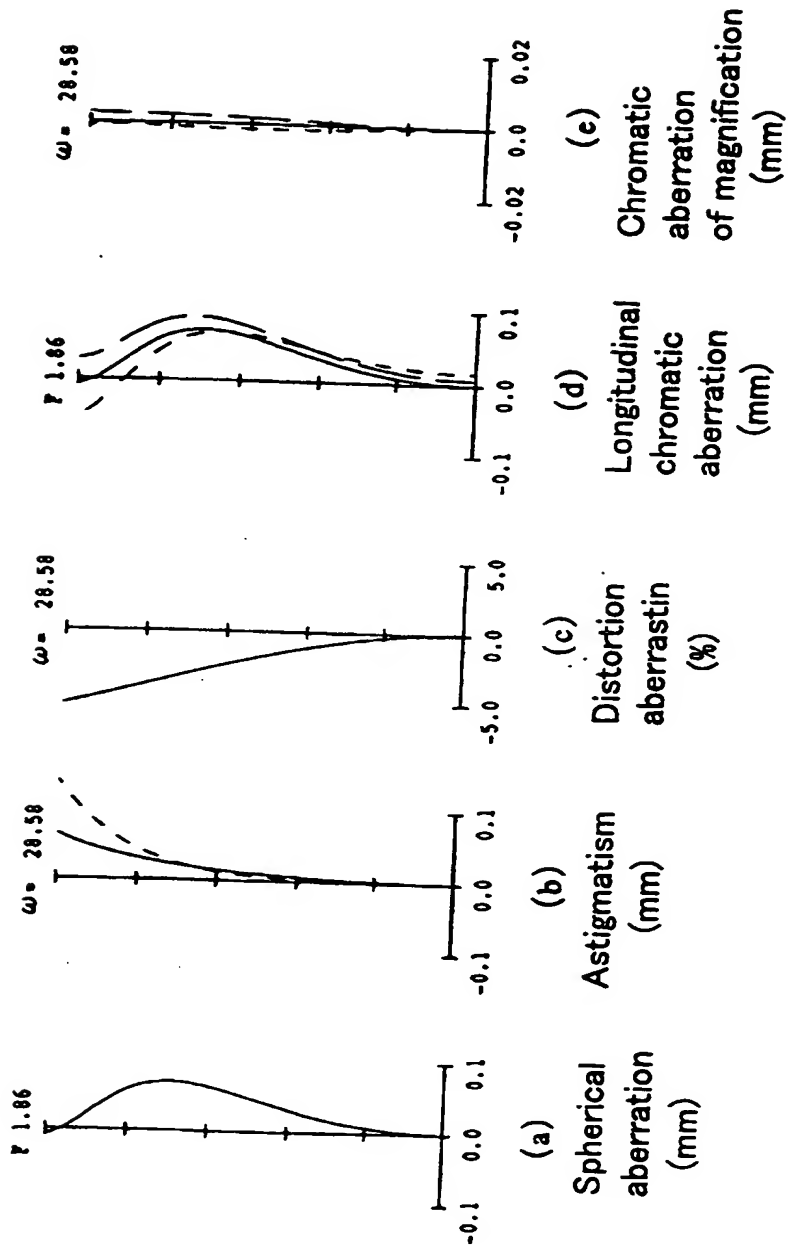 F 1.86
-0.1
0.0
0.1
(a)
Spherical
aberration
(mm)
ω= 28.58
-0.1
0.0
0.1
(b)
Astigmatism
(mm)
ω= 28.58
-5.0
0.0
5.0
(c)
Distortion
aberrastin
(%)
F 1.86
-0.1
0.0
0.1
(d)
Longitudinal
chromatic
aberration
(mm)
ω= 28.58
-0.02
0.0
0.02
(e)
Chromatic
aberration
of magnification
(mm)